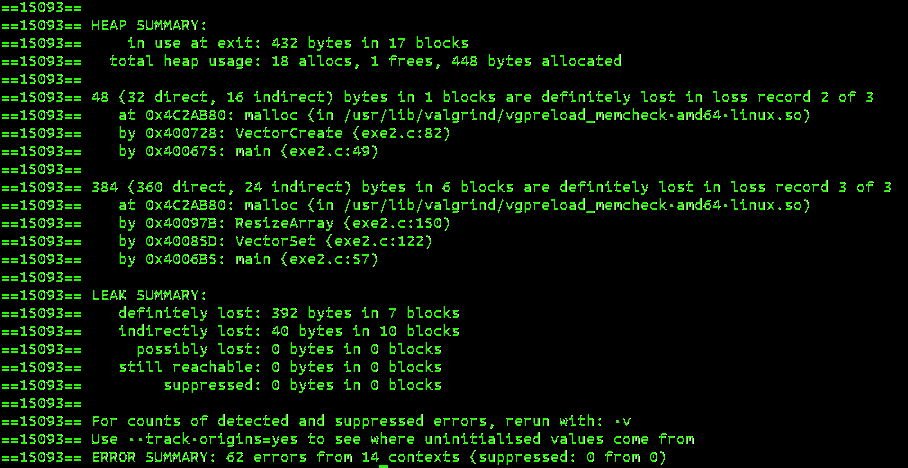 ==15093==
==15093== HEAP SUMMARY:
==15093==     in use at exit: 432 bytes in 17 blocks
==15093==   total heap usage: 18 allocs, 1 frees, 448 bytes allocated
==15093==
==15093== 48 (32 direct, 16 indirect) bytes in 1 blocks are definitely lost in loss record 2 of 3
==15093==    at 0x4C2AB80: malloc (in /usr/lib/valgrind/vgpreload_memcheck-amd64-linux.so)
==15093==    by 0x400728: VectorCreate (exe2.c:82)
==15093==    by 0x400675: main (exe2.c:49)
==15093==
==15093== 384 (360 direct, 24 indirect) bytes in 6 blocks are definitely lost in loss record 3 of 3
==15093==    at 0x4C2AB80: malloc (in /usr/lib/valgrind/vgpreload_memcheck-amd64-linux.so)
==15093==    by 0x40097B: ResizeArray (exe2.c:150)
==15093==    by 0x40085D: VectorSet (exe2.c:122)
==15093==    by 0x4006B5: main (exe2.c:57)
==15093==
==15093== LEAK SUMMARY:
==15093==    definitely lost: 392 bytes in 7 blocks
==15093==    indirectly lost: 40 bytes in 10 blocks
==15093==      possibly lost: 0 bytes in 0 blocks
==15093==    still reachable: 0 bytes in 0 blocks
==15093==         suppressed: 0 bytes in 0 blocks
==15093==
==15093== For counts of detected and suppressed errors, rerun with: -v
==15093== Use --track-origins=yes to see where uninitialised values come from
==15093== ERROR SUMMARY: 62 errors from 14 contexts (suppressed: 0 from 0)